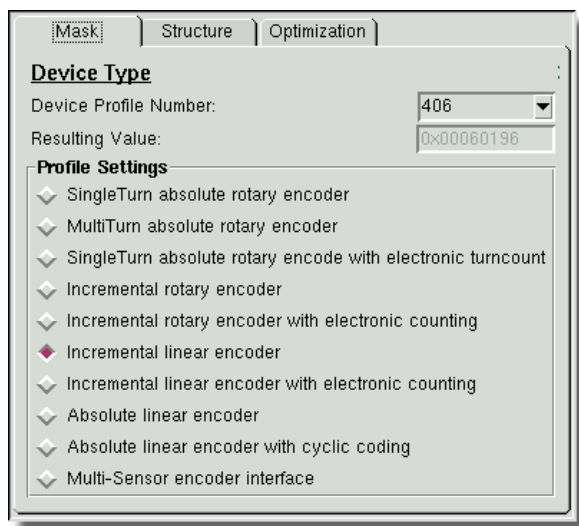 Mask Structure Optimization
Device Type :
Device Profile Number: 406
Resulting Value: 0x00060196
Profile Settings
SingleTurn absolute rotary encoder
MultiTurn absolute rotary encoder
SingleTurn absolute rotary encode with electronic turncount
Incremental rotary encoder
Incremental rotary encoder with electronic counting
Incremental linear encoder
Incremental linear encoder with electronic counting
Absolute linear encoder
Absolute linear encoder with cyclic coding
Multi-Sensor encoder interface